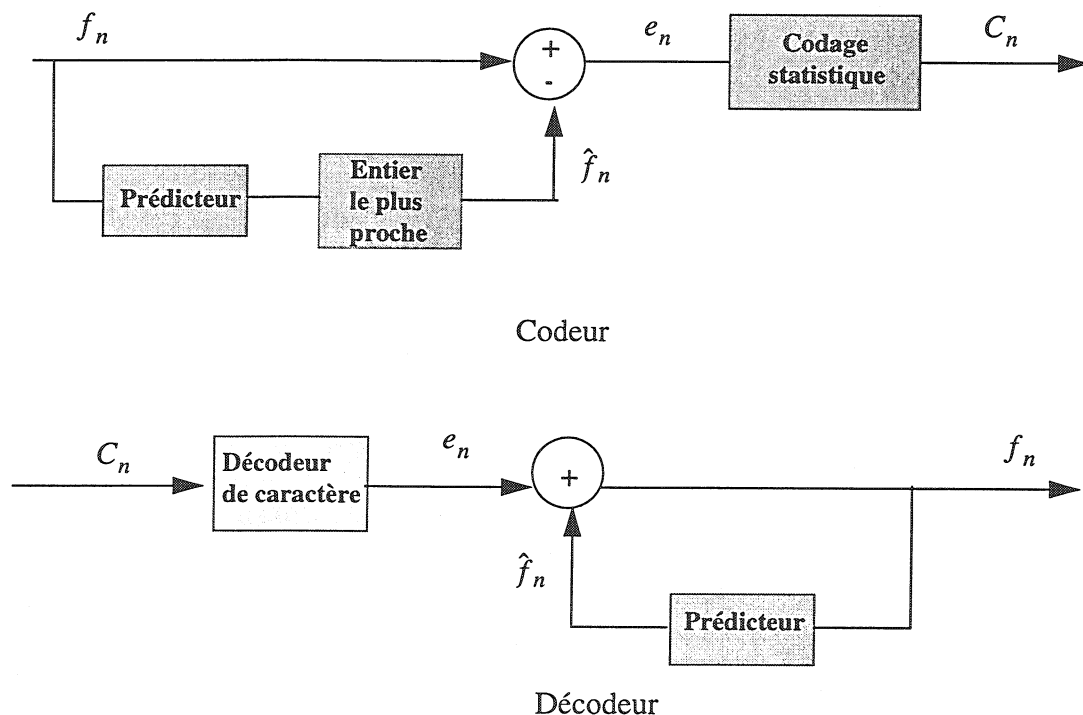 f_n
+
-
e_n
Codage
statistique
C_n
Prédicteur
Entier
le plus
proche
f̂_n
Codeur
C_n
Décodeur
de caractère
e_n
+
f_n
f̂_n
Prédicteur
Décodeur